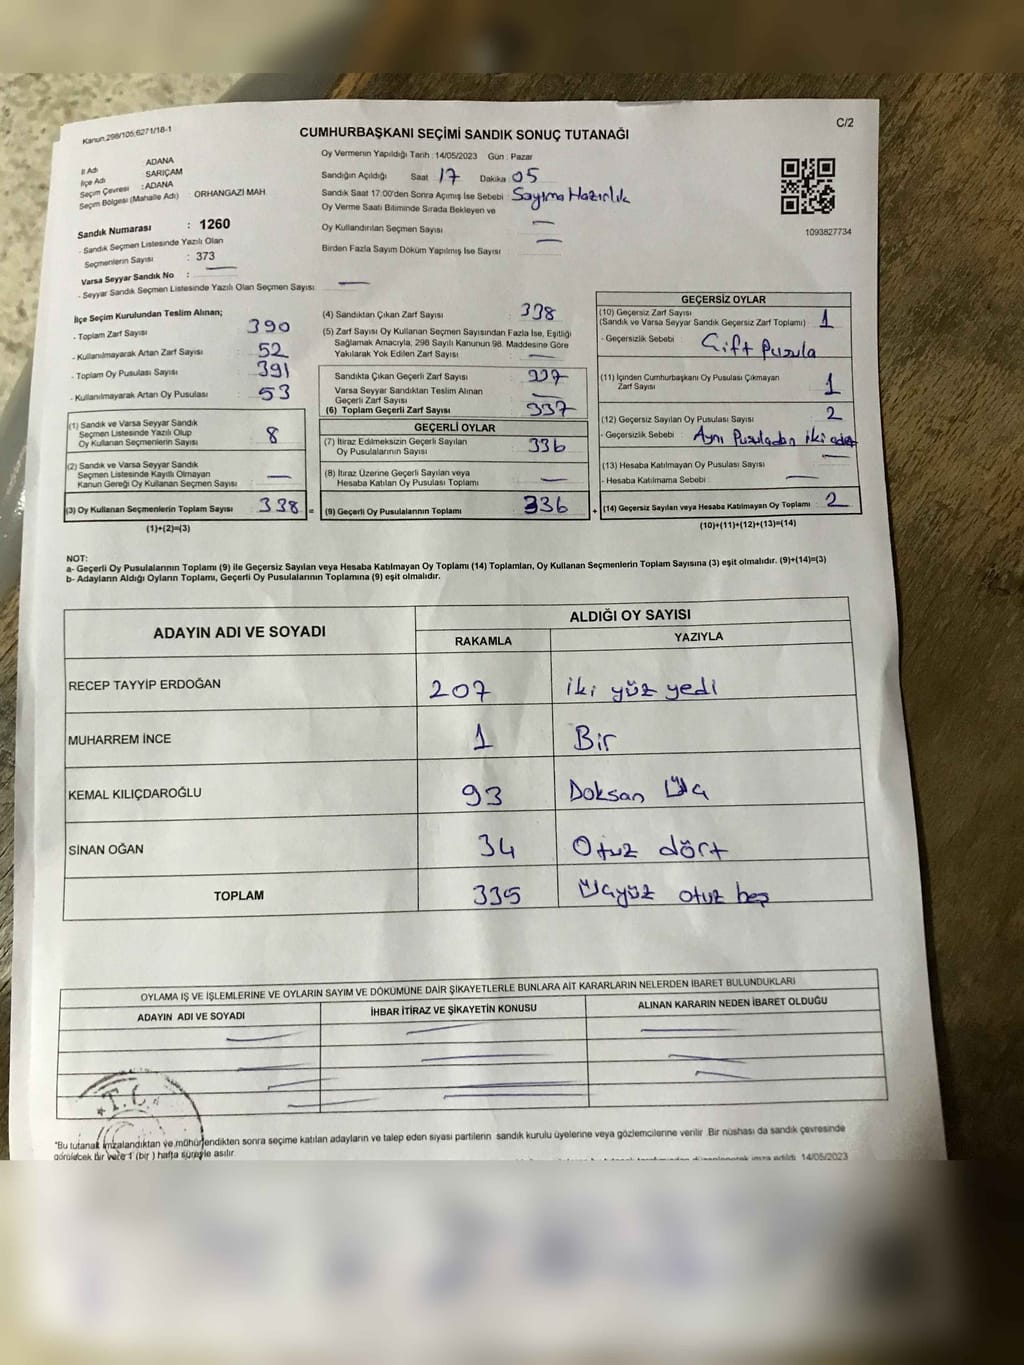 Kanun.298/105;6271/18-1
C/2
CUMHURBAŞKANI SEÇİMİ SANDIK SONUÇ TUTANAĞI
İl Adı : ADANA
İlçe Adı SARIÇAM
Seçim Çevresi : ADANA
Seçim Bölgesi (Mahalle Adı) : ORHANGAZI MAH.
Sandık Numarası : 1260
- Sandık Seçmen Listesinde Yazılı Olan
Seçmenlerin Sayısı : 373
Varsa Seyyar Sandık No :
- Seyyar Sandık Seçmen Listesinde Yazılı Olan Seçmen Sayısı
Oy Vermenin Yapıldığı Tarih : 14/05/2023 Gün : Pazar
Sandığın Açıldığı Saat 17 Dakika 05
Sandık Saat 17:00'den Sonra Açımış İse Sebebi : Sayıma Hazırlık
Oy Verme Saati Bitiminde Sırada Bekleyen ve
Oy Kullandırılan Seçmen Sayısı :
Birden Fazla Sayım Döküm Yapılmış İse Sayısı :
1093827734
İlçe Seçim Kurulundan Teslim Alınan;
- Toplam Zarf Sayısı : 390
- Kullanılmayarak Artan Zarf Sayısı : 52
- Toplam Oy Pusulası Sayısı : 391
- Kullanılmayarak Artan Oy Pusulası : 53
(1) Sandık ve Varsa Seyyar Sandık
Seçmen Listesinde Yazılı Olup
Oy Kullanan Seçmenlerin Sayısı 8
(2) Sandık ve Varsa Seyyar Sandık
Seçmen Listesinde Kayıtlı Olmayan
Kanun Gereği Oy Kullanan Seçmen Sayısı
(3) Oy Kullanan Seçmenlerin Toplam Sayısı 338 =
(1)+(2)=(3)
(4) Sandıktan Çıkan Zarf Sayısı : 338
(5) Zarf Sayısı Oy Kullanan Seçmen Sayısından Fazla İse, Eşitliği
Sağlamak Amacıyla, 298 Sayılı Kanunun 98. Maddesine Göre
Yakılarak Yok Edilen Zarf Sayısı
Sandıkta Çıkan Geçerli Zarf Sayısı : 337
Varsa Seyyar Sandıktan Teslim Alınan
Geçerli Zarf Sayısı :
(6) Toplam Geçerli Zarf Sayısı : 337
GEÇERLİ OYLAR
(7) İtiraz Edilmeksizin Geçerli Sayılan
Oy Pusulalarının Sayısı : 336
(8) İtiraz Üzerine Geçerli Sayılan veya
Hesaba Katılan Oy Pusulası Toplamı :
(9) Geçerli Oy Pusulalarının Toplamı : 336 +
GEÇERSİZ OYLAR
(10) Geçersiz Zarf Sayısı
(Sandık ve Varsa Seyyar Sandık Geçersiz Zarf Toplamı) : 1
- Geçersizlik Sebebi : Çift Pusula
(11) İçinden Cumhurbaşkanı Oy Pusulası Çıkmayan
Zarf Sayısı 1
(12) Geçersiz Sayılan Oy Pusulası Sayısı : 2
- Geçersizlik Sebebi : Aynı Pusuladan iki adet
(13) Hesaba Katılmayan Oy Pusulası Sayısı
- Hesaba Katılmama Sebebi :
(14) Geçersiz Sayılan veya Hesaba Katılmayan Oy Toplamı : 2
(10)+(11)+(12)+(13)=(14)
NOT:
a- Geçerli Oy Pusulalarının Toplamı (9) ile Geçersiz Sayılan veya Hesaba Katılmayan Oy Toplamı (14) Toplamları, Oy Kullanan Seçmenlerin Toplam Sayısına (3) eşit olmalıdır. (9)+(14)=(3)
b- Adayların Aldığı Oyların Toplamı, Geçerli Oy Pusulalarının Toplamına (9) eşit olmalıdır.
ADAYIN ADI VE SOYADI
ALDIĞI OY SAYISI
RAKAMLA YAZIYLA
RECEP TAYYİP ERDOĞAN 207 iki yüz yedi
MUHARREM İNCE 1 Bir
KEMAL KILIÇDAROĞLU 93 Doksan Üç
SİNAN OĞAN 34 Otuz dört
TOPLAM 335 Üçyüz otuz beş
OYLAMA İŞ VE İŞLEMLERİNE VE OYLARIN SAYIM VE DÖKÜMÜNE DAİR ŞİKAYETLERLE BUNLARA AİT KARARLARIN NELERDEN İBARET BULUNDUKLARI
ADAYIN ADI VE SOYADI İHBAR İTİRAZ VE ŞİKAYETİN KONUSU ALINAN KARARIN NEDEN İBARET OLDUĞU
T.C.
*Bu tutanak imzalandıktan ve mühürlendikten sonra seçime katılan adayların ve talep eden siyasi partilerin sandık kurulu üyelerine veya gözlemcilerine verilir. Bir nüshası da sandık çevresinde
görülecek bir yere 1 (bir ) hafta süreyle asılır.
imza edildi. 14/05/2023